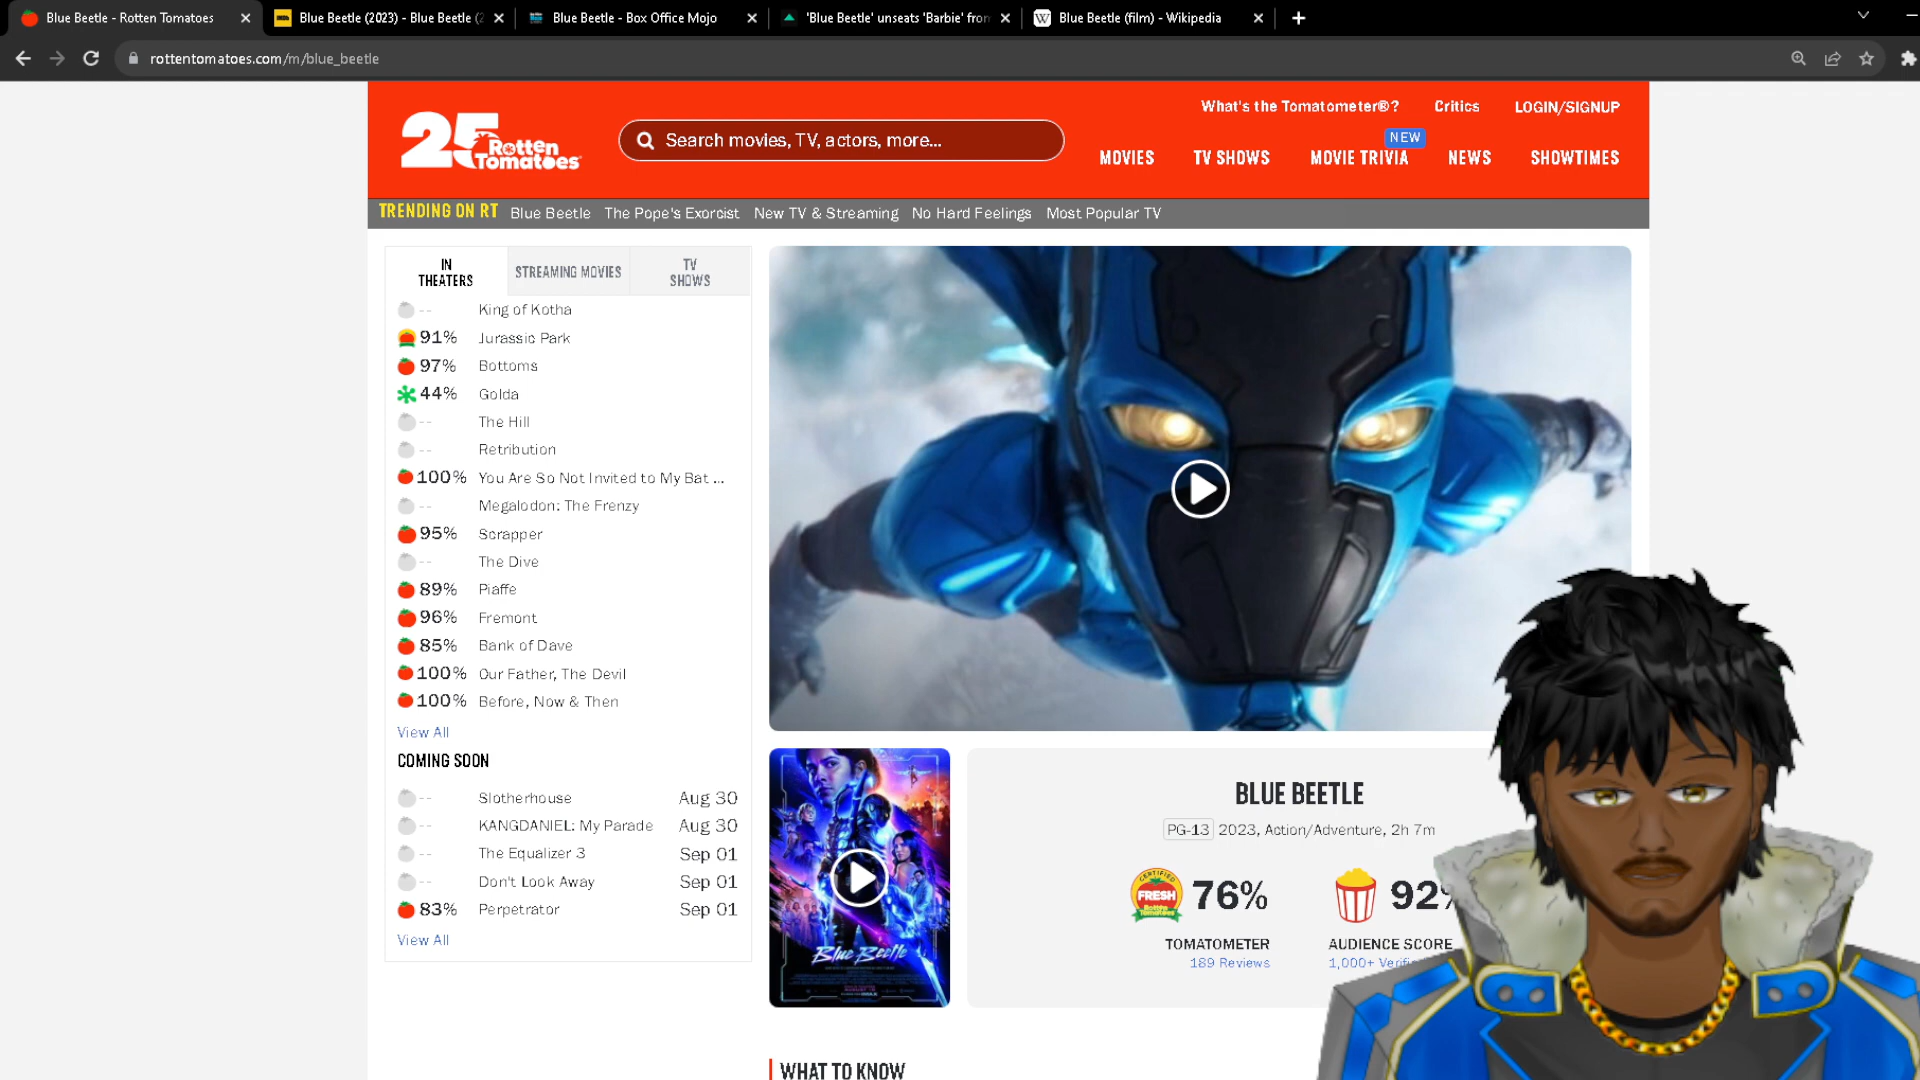 Blue Beetle - Rotten Tomatoes
Blue Beetle (2023) - Blue Beetle (2
Blue Beetle - Box Office Mojo
'Blue Beetle' unseats 'Barbie' from
Blue Beetle (film) - Wikipedia
rottentomatoes.com/m/blue_beetle
What's the Tomatometer®?
Critics
LOGIN/SIGNUP
25 Rotten Tomatoes
Search movies, TV, actors, more...
NEW
MOVIES
TV SHOWS
MOVIE TRIVIA
NEWS
SHOWTIMES
TRENDING ON RT
Blue Beetle
The Pope's Exorcist
New TV & Streaming
No Hard Feelings
Most Popular TV
IN THEATERS
STREAMING MOVIES
TV SHOWS
-- King of Kotha
91% Jurassic Park
97% Bottoms
44% Golda
-- The Hill
-- Retribution
100% You Are So Not Invited to My Bat ...
-- Megalodon: The Frenzy
95% Scrapper
-- The Dive
89% Piaffe
96% Fremont
85% Bank of Dave
100% Our Father, The Devil
100% Before, Now & Then
View All
COMING SOON
-- Slotherhouse Aug 30
-- KANGDANIEL: My Parade Aug 30
-- The Equalizer 3 Sep 01
-- Don't Look Away Sep 01
83% Perpetrator Sep 01
View All
Blue Beetle
BLUE BEETLE
PG-13 2023, Action/Adventure, 2h 7m
CERTIFIED FRESH Rotten Tomatoes
76%
92%
TOMATOMETER
AUDIENCE SCORE
189 Reviews
1,000+
WHAT TO KNOW